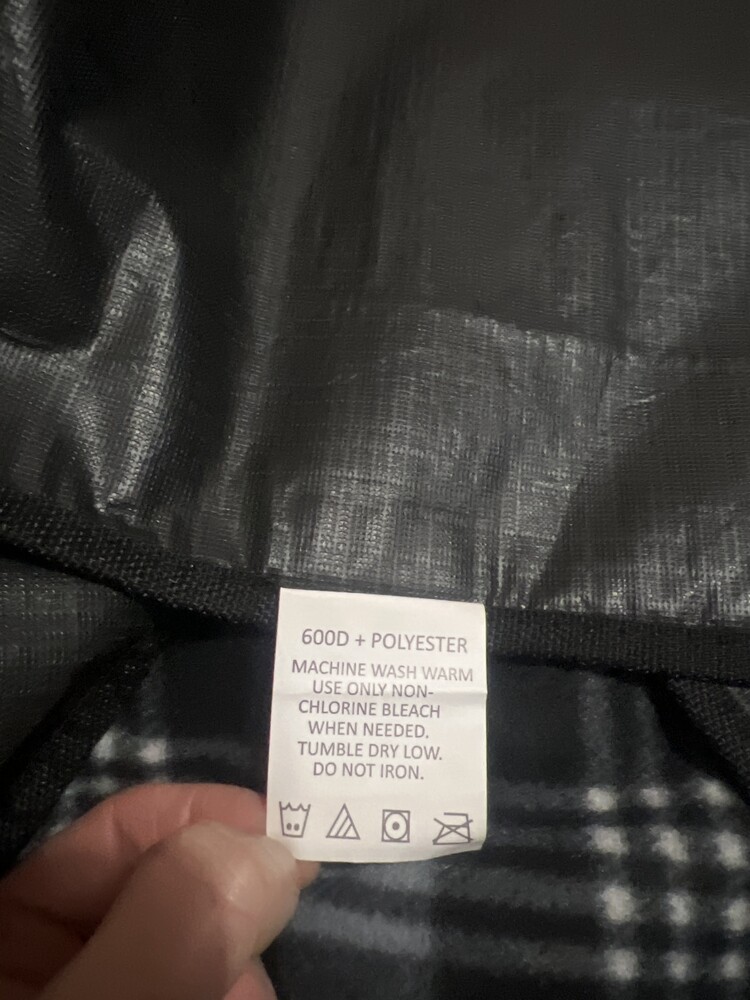 600D + POLYESTER
MACHINE WASH WARM
USE ONLY NON-
CHLORINE BLEACH
WHEN NEEDED.
TUMBLE DRY LOW.
DO NOT IRON.